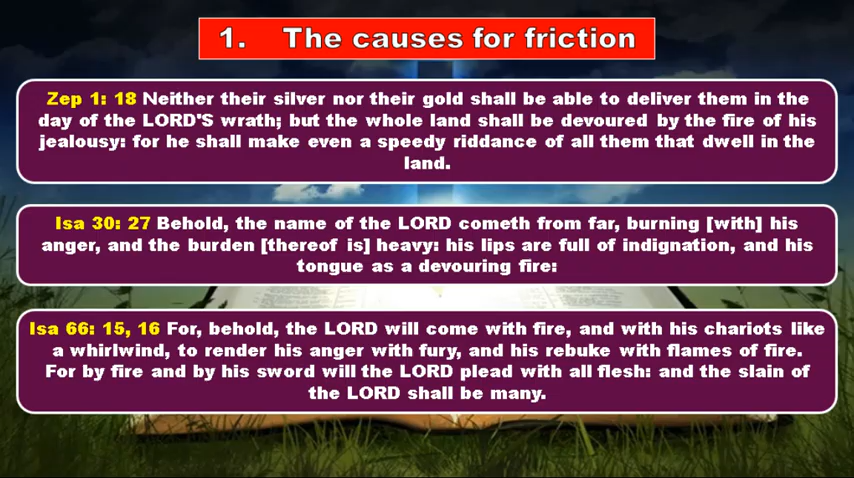 1. The causes for friction
Zep 1: 18 Neither their silver nor their gold shall be able to deliver them in the
day of the LORD'S wrath; but the whole land shall be devoured by the fire of his
jealousy: for he shall make even a speedy riddance of all them that dwell in the
land.
Isa 30: 27 Behold, the name of the LORD cometh from far, burning [with] his
anger, and the burden [thereof is] heavy: his lips are full of indignation, and his
tongue as a devouring fire:
Isa 66: 15, 16 For, behold, the LORD will come with fire, and with his chariots like
a whirlwind, to render his anger with fury, and his rebuke with flames of fire.
For by fire and by his sword will the LORD plead with all flesh: and the slain of
the LORD shall be many.